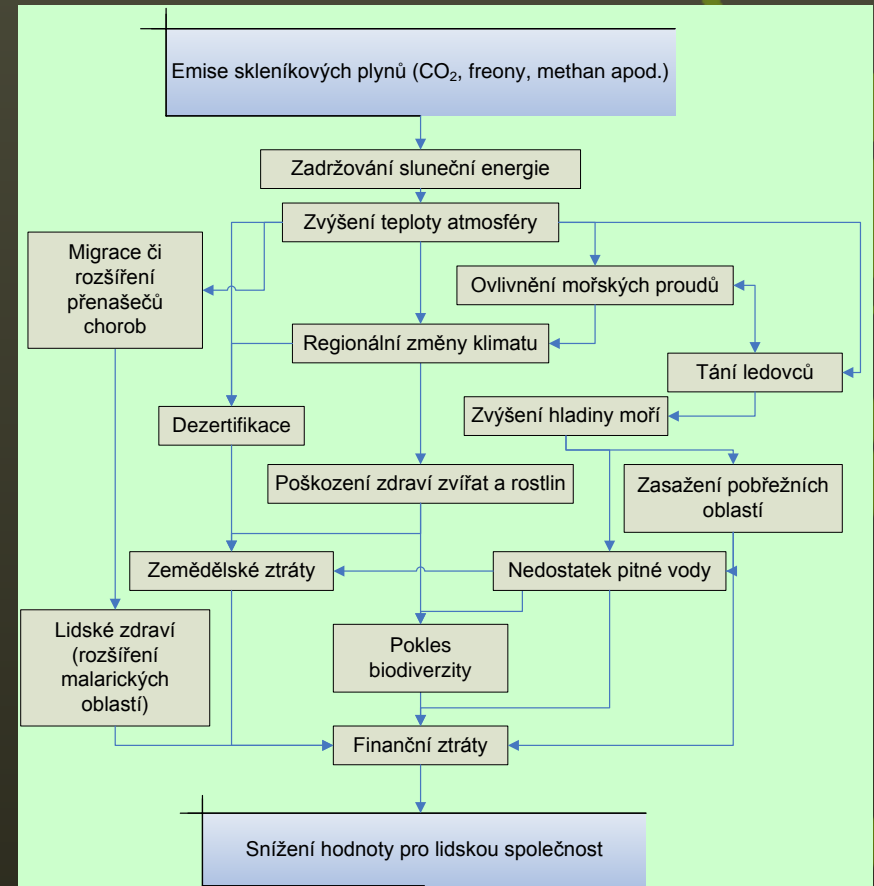 Emise skleníkových plynů (CO₂, freony, methan apod.)
Zadržování sluneční energie
Zvýšení teploty atmosféry
Migrace či
rozšíření
přenašečů
chorob
Ovlivnění mořských proudů
Regionální změny klimatu
Tání ledovců
Zvýšení hladiny moří
Dezertifikace
Poškození zdraví zvířat a rostlin
Zasažení pobřežních
oblastí
Zemědělské ztráty
Nedostatek pitné vody
Lidské zdraví
(rozšíření
malarických
oblastí)
Pokles
biodiverzity
Finanční ztráty
Snížení hodnoty pro lidskou společnost